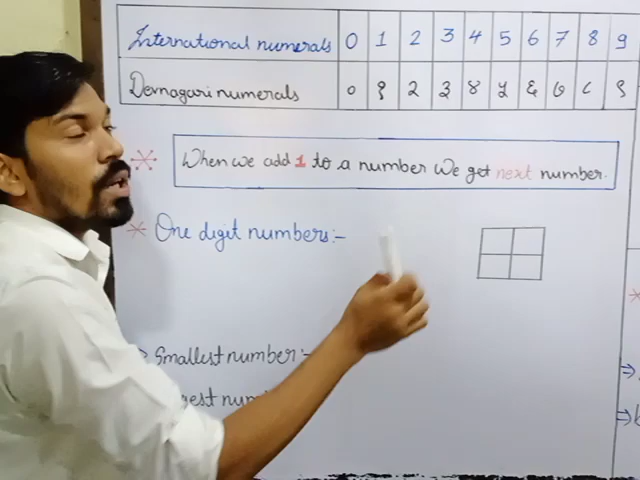 International numerals 0 1 2 3 4 5 6 7 8 9
Devnagari numerals ० १ २ ३ ४ ५ ६ ७ ८ ९
* When we add 1 to a number we get next number.
* One digit numbers:-
Smallest number:-